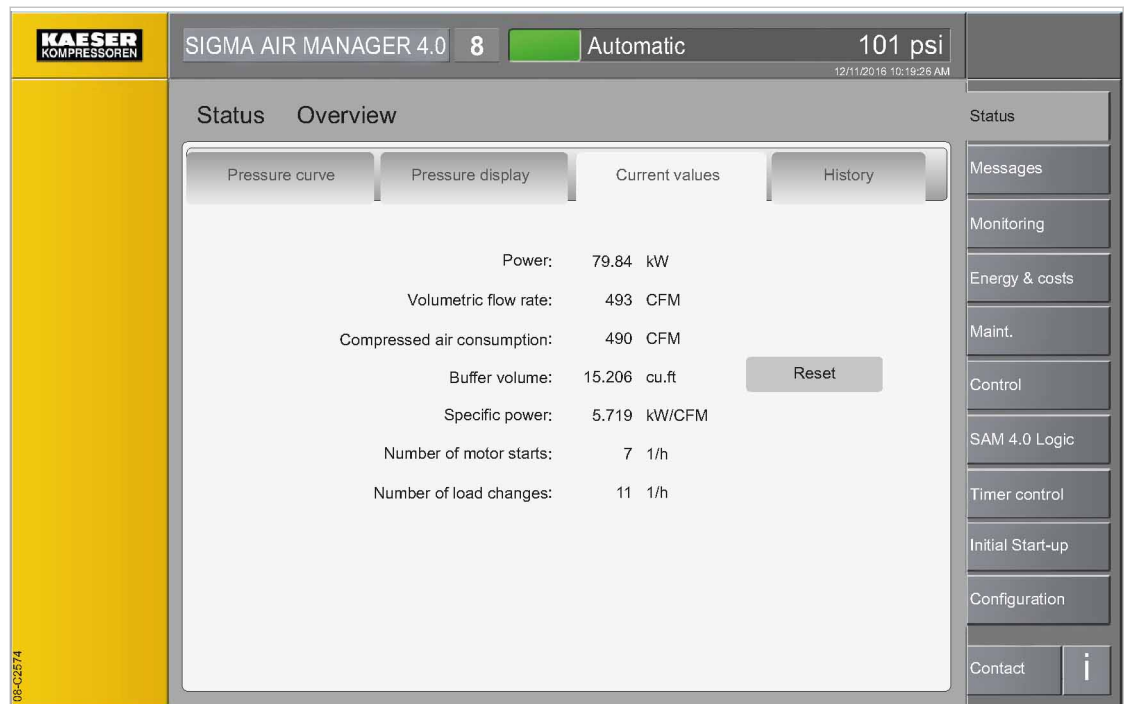 KAESER
KOMPRESSOREN
SIGMA AIR MANAGER 4.0 8 Automatic 101 psi
12/11/2016 10:19:26 AM
Status Overview
Pressure curve Pressure display Current values History
Power: 79.84 kW
Volumetric flow rate: 493 CFM
Compressed air consumption: 490 CFM
Buffer volume: 15.206 cu.ft Reset
Specific power: 5.719 kW/CFM
Number of motor starts: 7 1/h
Number of load changes: 11 1/h
Status
Messages
Monitoring
Energy & costs
Maint.
Control
SAM 4.0 Logic
Timer control
Initial Start-up
Configuration
Contact i
08-C2574